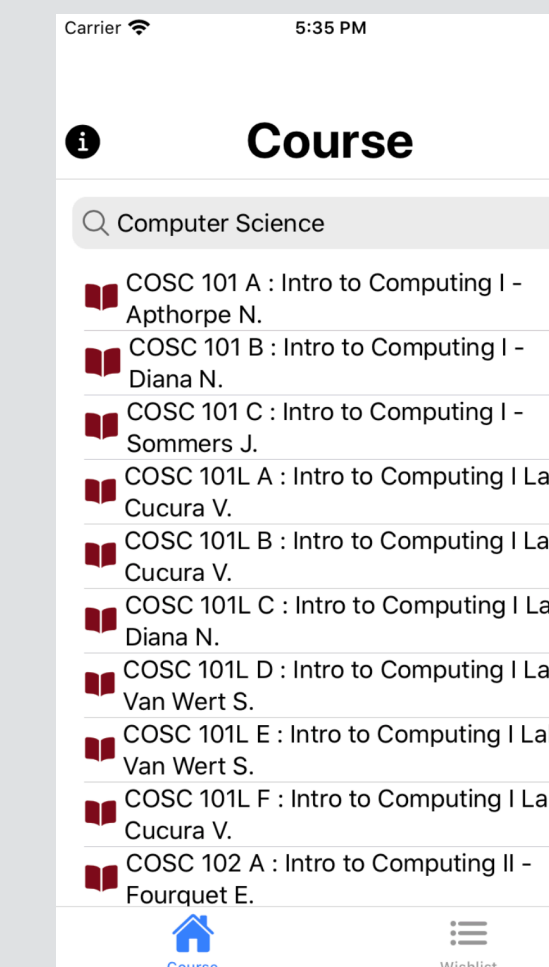 Carrier 5:35 PM
Course
Computer Science
COSC 101 A : Intro to Computing I -
Apthorpe N.
COSC 101 B : Intro to Computing I -
Diana N.
COSC 101 C : Intro to Computing I -
Sommers J.
COSC 101L A : Intro to Computing I La
Cucura V.
COSC 101L B : Intro to Computing I La
Cucura V.
COSC 101L C : Intro to Computing I La
Diana N.
COSC 101L D : Intro to Computing I La
Van Wert S.
COSC 101L E : Intro to Computing I La
Van Wert S.
COSC 101L F : Intro to Computing I La
Cucura V.
COSC 102 A : Intro to Computing II -
Fourquet E.
Course Wishlist